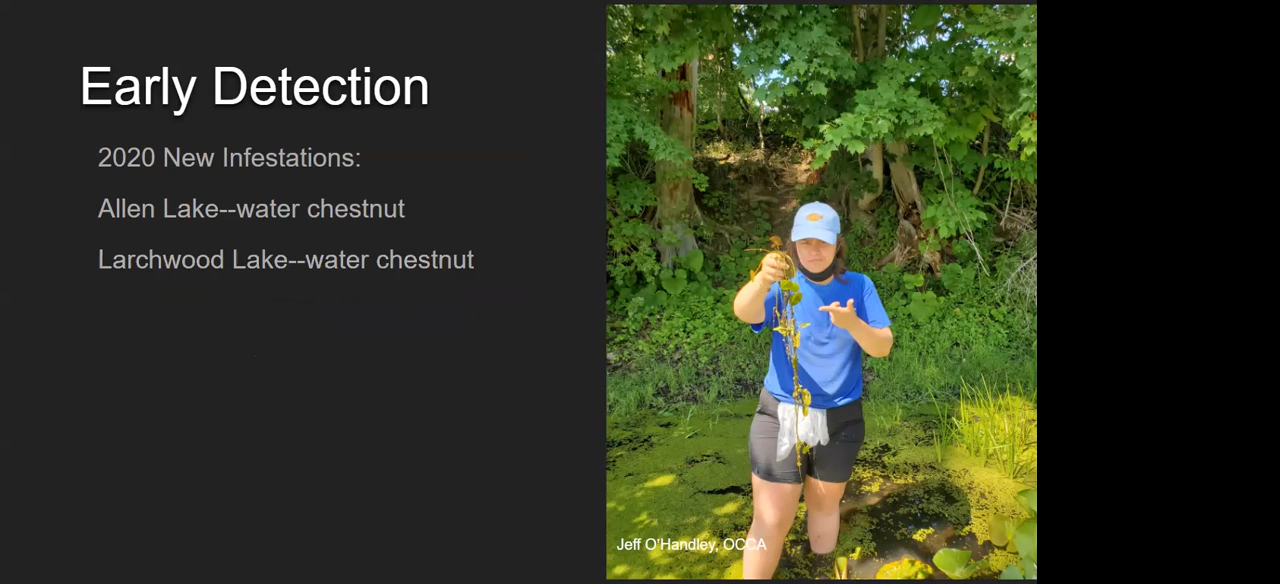 Early Detection
2020 New Infestations:
Allen Lake--water chestnut
Larchwood Lake--water chestnut
Jeff O'Handley, OCCA